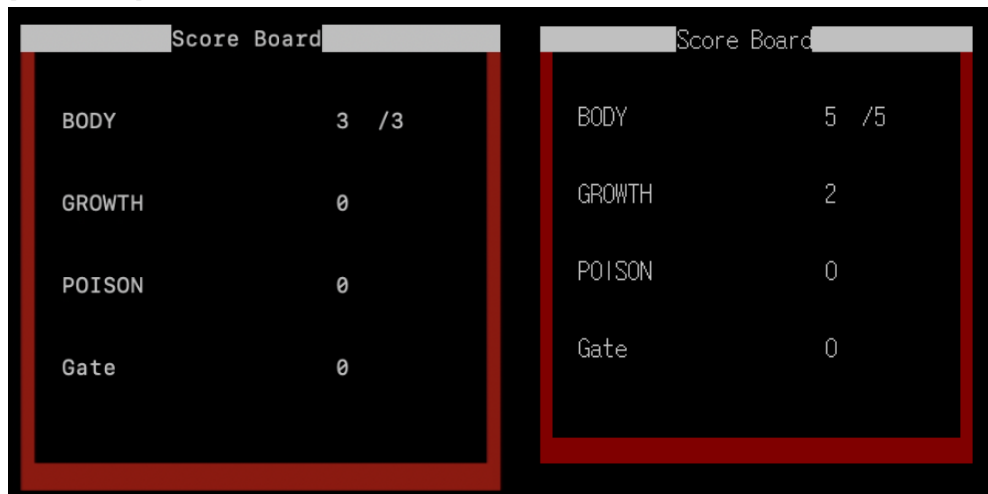 Score Board
BODY 3 /3
GROWTH 0
POISON 0
Gate 0
Score Board
BODY 5 /5
GROWTH 2
POISON 0
Gate 0